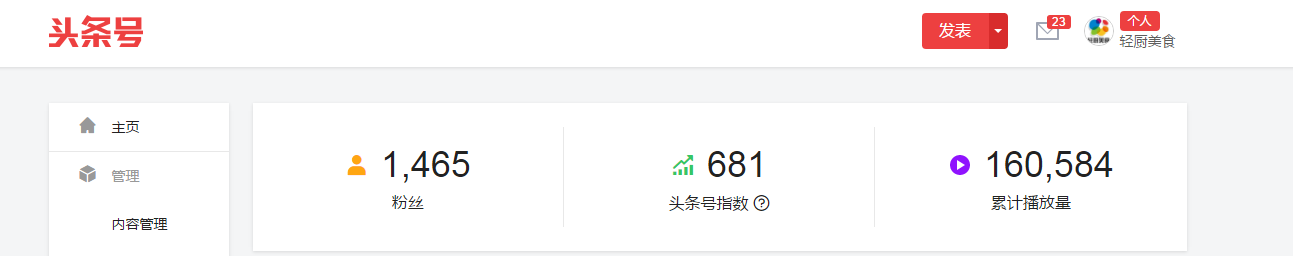 头条号
发表
23
个人
轻厨美食
主页
管理
内容管理
1,465
粉丝
681
头条号指数
160,584
累计播放量